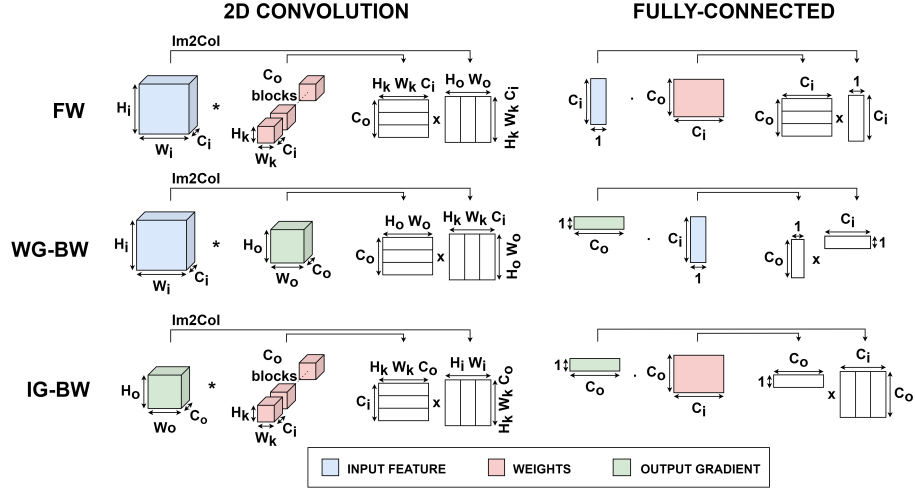 2D CONVOLUTION
FULLY-CONNECTED
FW
Im2Col
Hi
Wi
Ci
*
Co
blocks
Hk
Wk
Ci
Hk Wk Ci
Co
x
Ho Wo
Hk Wk Ci
Ci
1
.
Co
Ci
Ci
Co
x
1
Ci
WG-BW
Im2Col
Hi
Wi
Ci
*
Ho
Wo
Co
Ho Wo
Co
x
Hk Wk Ci
Ho Wo
1
Co
.
Ci
1
1
Co
x
Ci
1
IG-BW
Im2Col
Ho
Wo
Co
*
Co
blocks
Hk
Wk
Ci
Hk Wk Co
Ci
x
Hi Wi
Hk Wk Co
1
Co
.
Co
Ci
Co
1
x
Ci
Co
INPUT FEATURE
WEIGHTS
OUTPUT GRADIENT